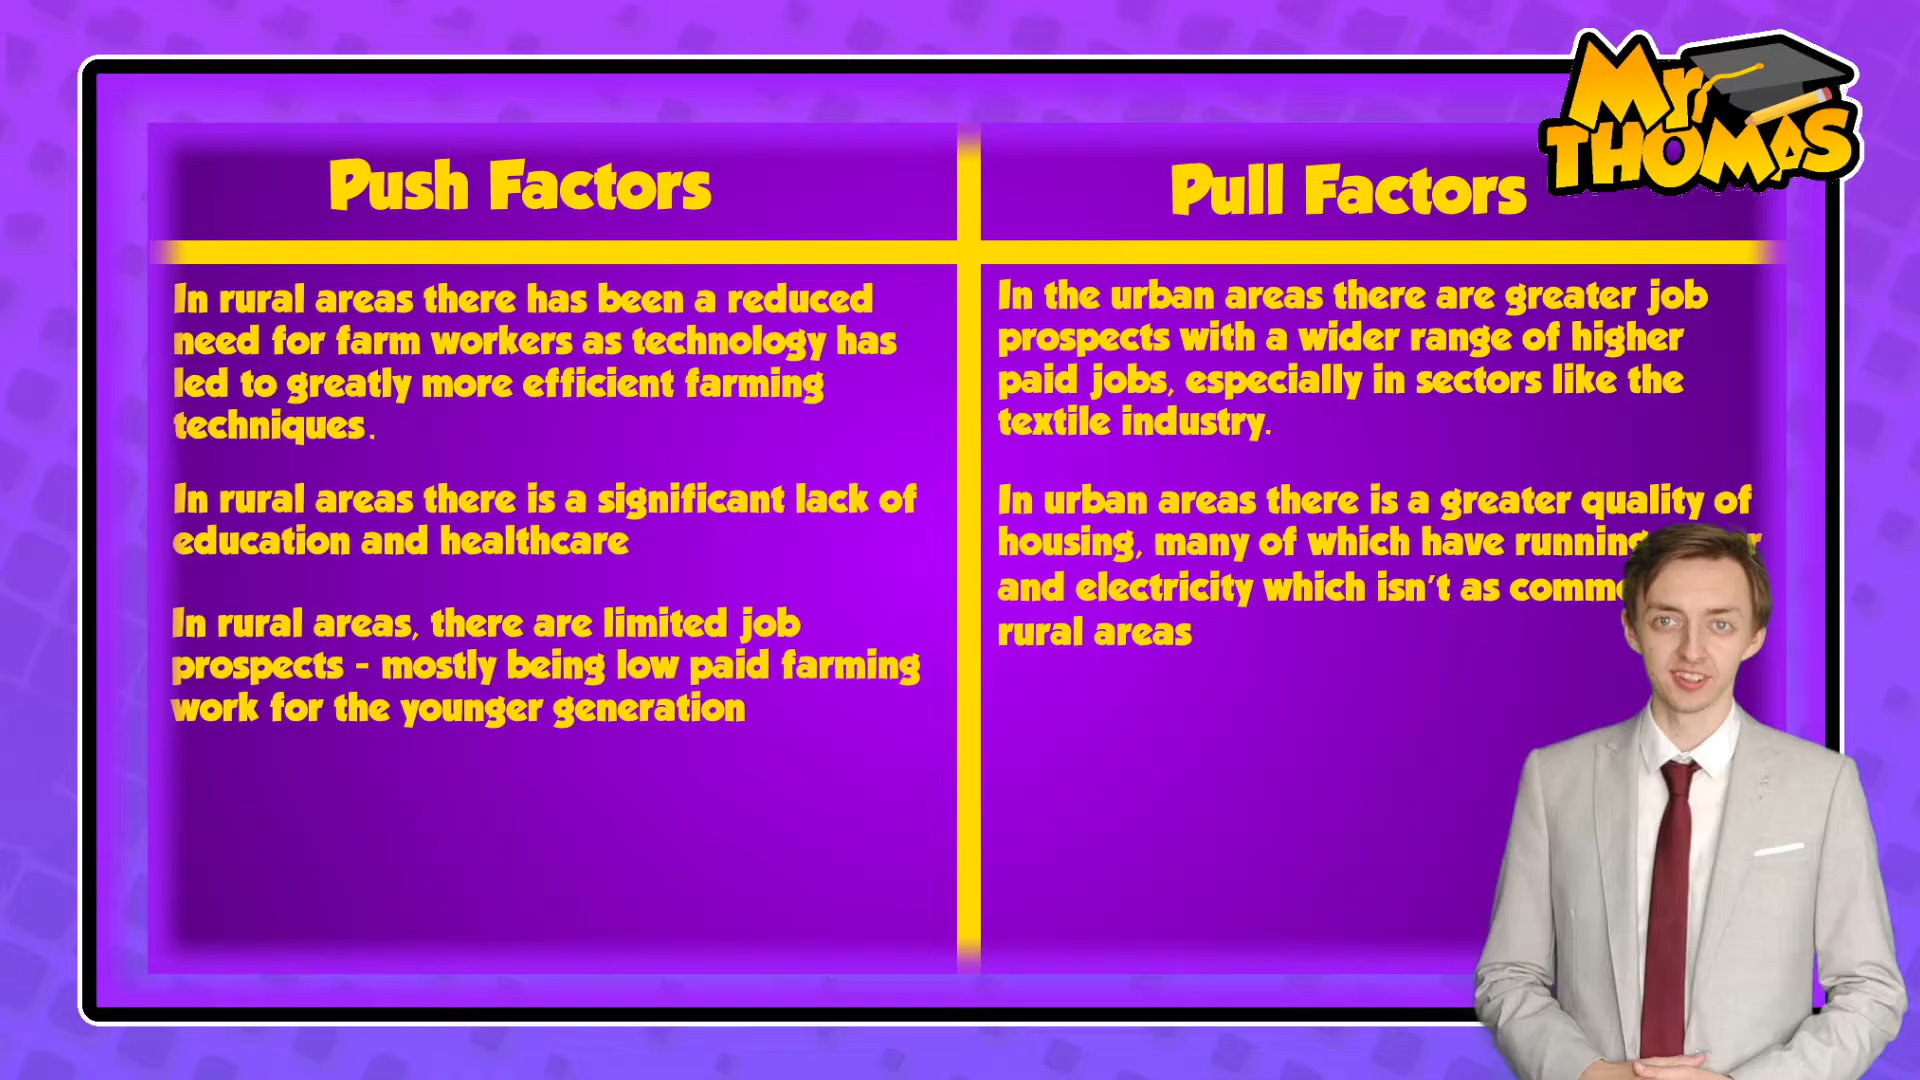 Mr
THOMAS
Push Factors
In rural areas there has been a reduced
need for farm workers as technology has
led to greatly more efficient farming
techniques.
In rural areas there is a significant lack of
education and healthcare
In rural areas, there are limited job
prospects - mostly being low paid farming
work for the younger generation
Pull Factors
In the urban areas there are greater job
prospects with a wider range of higher
paid jobs, especially in sectors like the
textile industry.
In urban areas there is a greater quality of
housing, many of which have running
and electricity which isn't as
rural areas